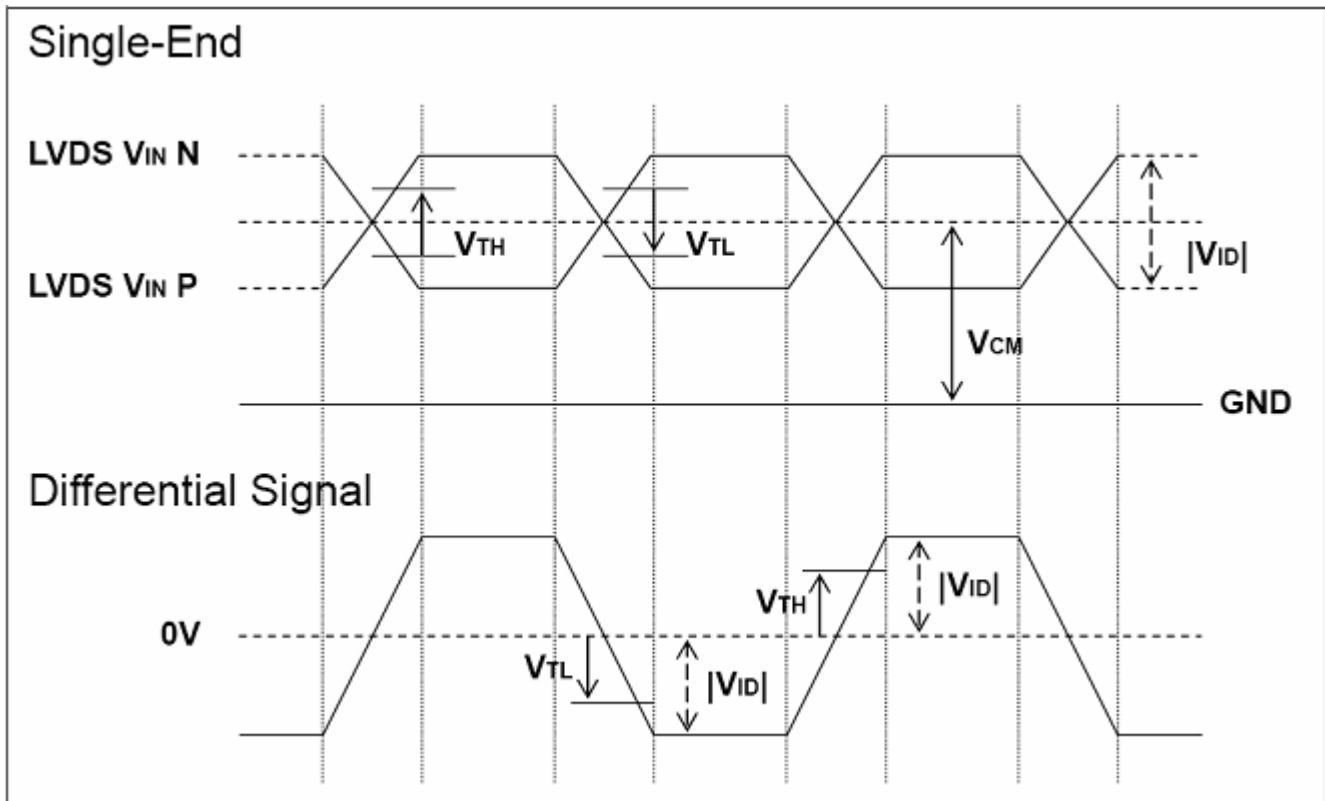 Single-End
LVDS VIN N
VTH
VTL
|VID|
LVDS VIN P
VCM
GND
Differential Signal
VTH
|VID|
0V
VTL
|VID|